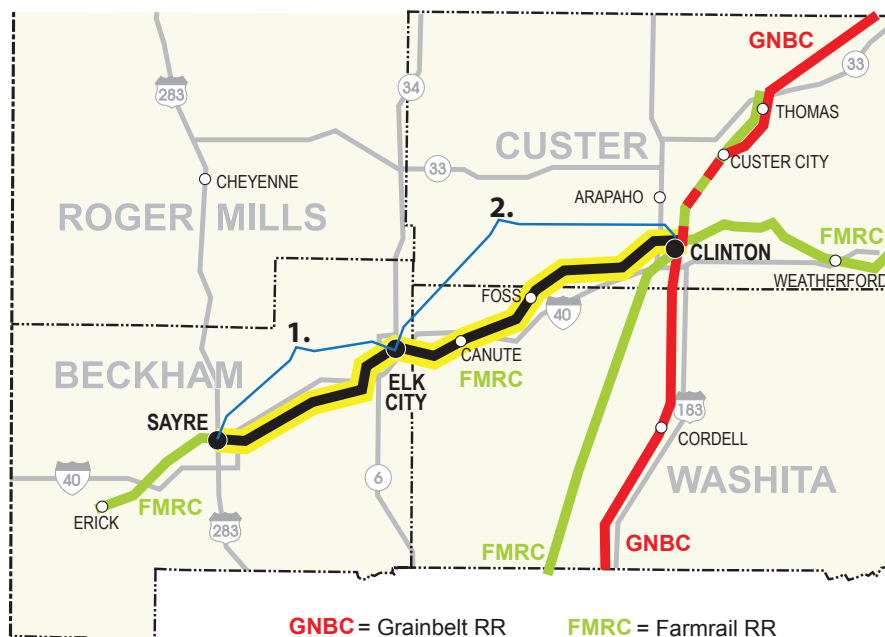 GNBC
33
283
34
THOMAS
CUSTER
CUSTER CITY
33
CHEYENNE
ARAPAHO
ROGER MILLS
2.
FMRC
CLINTON
WEATHERFORD
FOSS
40
1.
CANUTE
BECKHAM
ELK
CITY
FMRC
SAYRE
183
CORDELL
6
40
WASHITA
FMRC
ERICK
283
GNBC
FMRC
GNBC = Grainbelt RR
FMRC = Farmrail RR